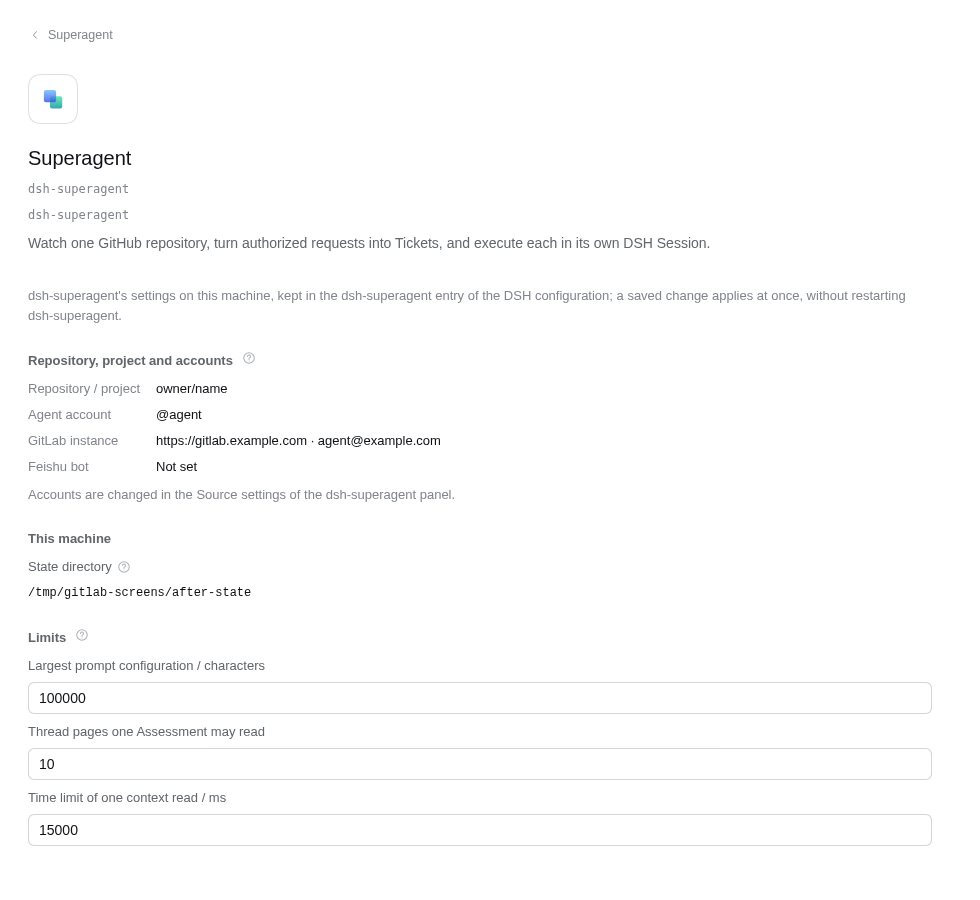 Superagent
Superagent
dsh-superagent
dsh-superagent
Watch one GitHub repository, turn authorized requests into Tickets, and execute each in its own DSH Session.
dsh-superagent's settings on this machine, kept in the dsh-superagent entry of the DSH configuration; a saved change applies at once, without restarting
dsh-superagent.
Repository, project and accounts
Repository / project owner/name
Agent account @agent
GitLab instance https://gitlab.example.com · agent@example.com
Feishu bot Not set
Accounts are changed in the Source settings of the dsh-superagent panel.
This machine
State directory
/tmp/gitlab-screens/after-state
Limits
Largest prompt configuration / characters
100000
Thread pages one Assessment may read
10
Time limit of one context read / ms
15000